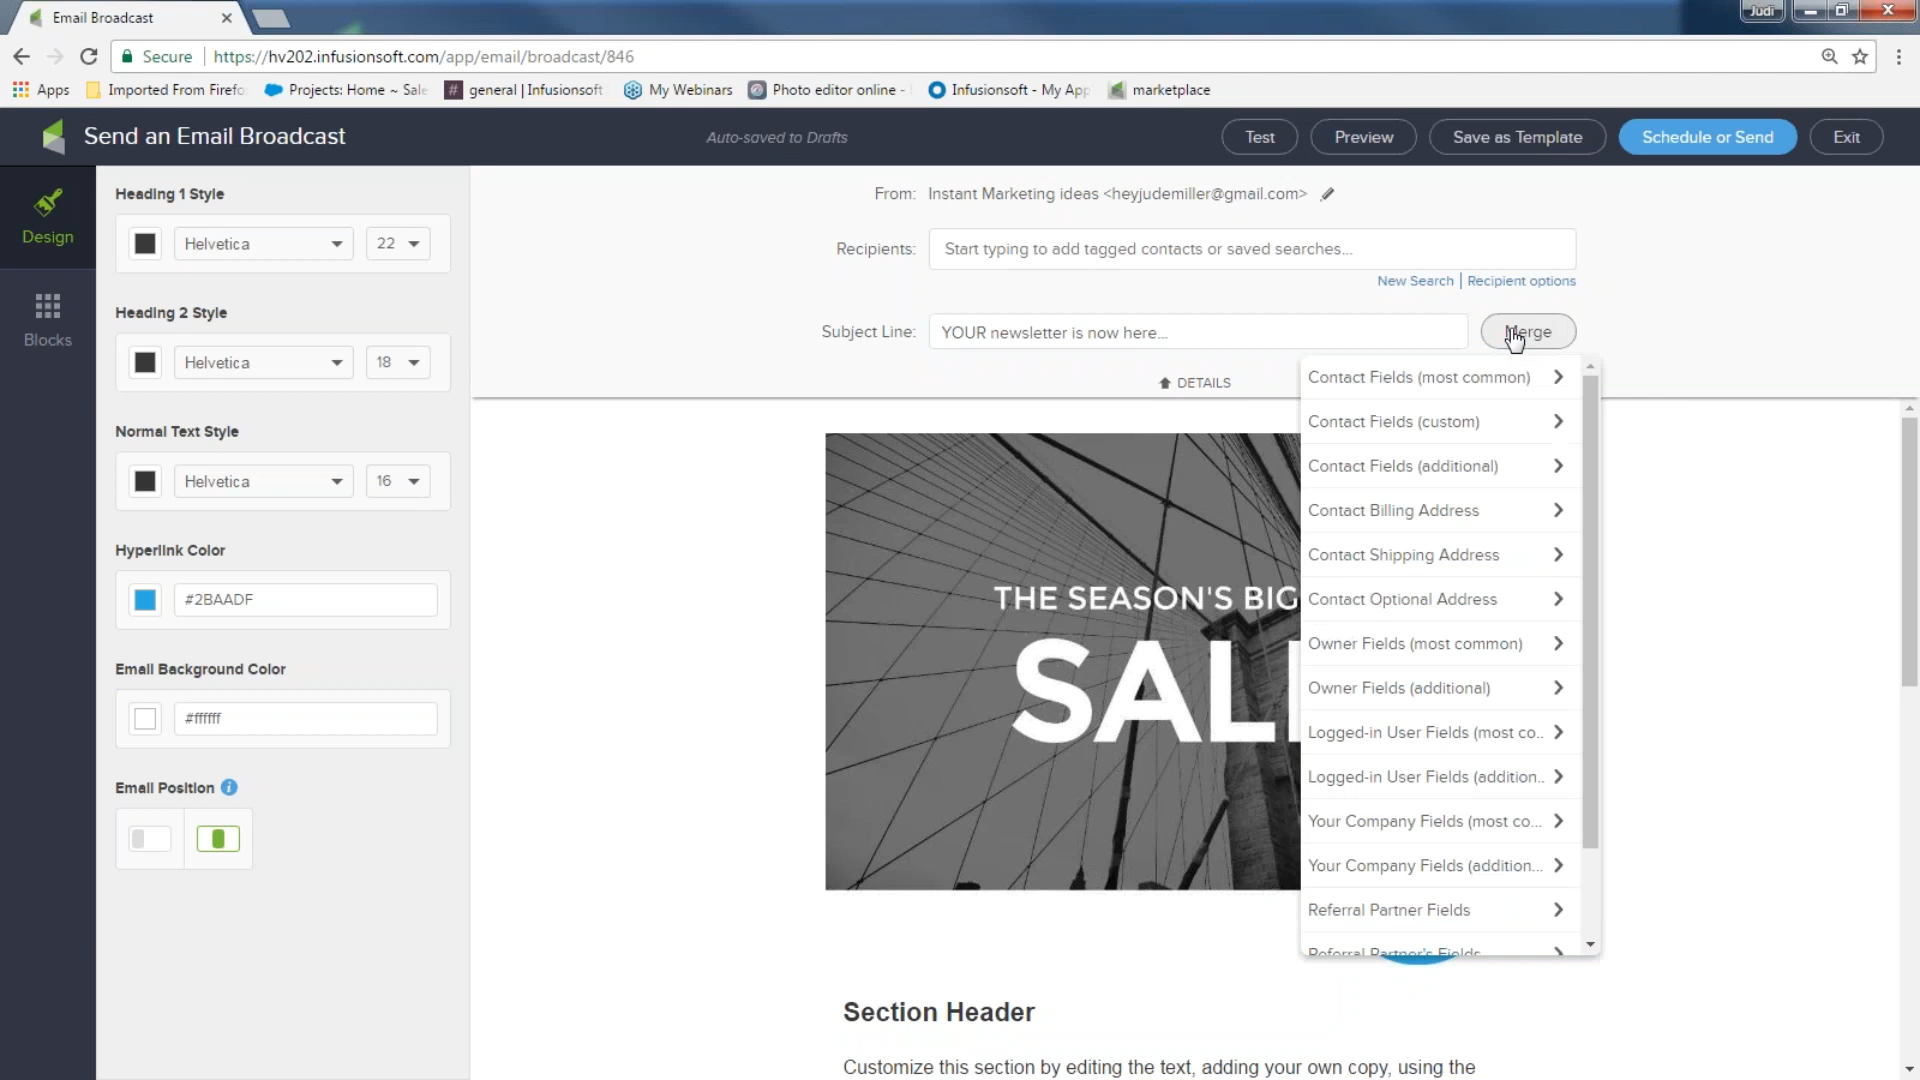 Email Broadcast
Judi
Secure
https://hv202.infusionsoft.com/app/email/broadcast/846
Apps
Imported From Firefo
Projects: Home ~ Sale
# general | Infusionsoft
My Webinars
Photo editor online -
Infusionsoft - My App
marketplace
Send an Email Broadcast
Auto-saved to Drafts
Test
Preview
Save as Template
Schedule or Send
Exit
Design
Blocks
Heading 1 Style
Helvetica
22
Heading 2 Style
Helvetica
18
Normal Text Style
Helvetica
16
Hyperlink Color
#2BAADF
Email Background Color
#ffffff
Email Position
From: Instant Marketing ideas <heyjudemiller@gmail.com>
Recipients: Start typing to add tagged contacts or saved searches...
New Search | Recipient options
Subject Line: YOUR newsletter is now here...
Merge
DETAILS
Contact Fields (most common)
Contact Fields (custom)
Contact Fields (additional)
Contact Billing Address
Contact Shipping Address
Contact Optional Address
Owner Fields (most common)
Owner Fields (additional)
Logged-in User Fields (most co..
Logged-in User Fields (addition..
Your Company Fields (most co...
Your Company Fields (addition...
Referral Partner Fields
Referral Partner's Fields
THE SEASON'S BIG
SAL
Section Header
Customize this section by editing the text, adding your own copy, using the